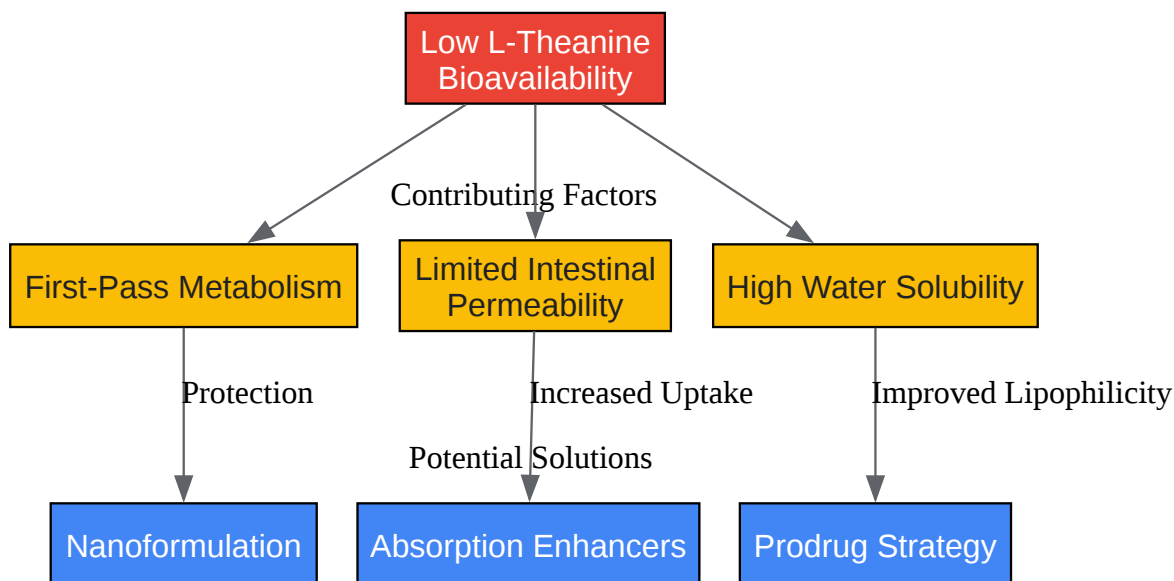 Low L-Theanine
Bioavailability
Contributing Factors
First-Pass Metabolism
Limited Intestinal
Permeability
High Water Solubility
Protection
Increased Uptake
Improved Lipophilicity
Potential Solutions
Nanoformulation
Absorption Enhancers
Prodrug Strategy